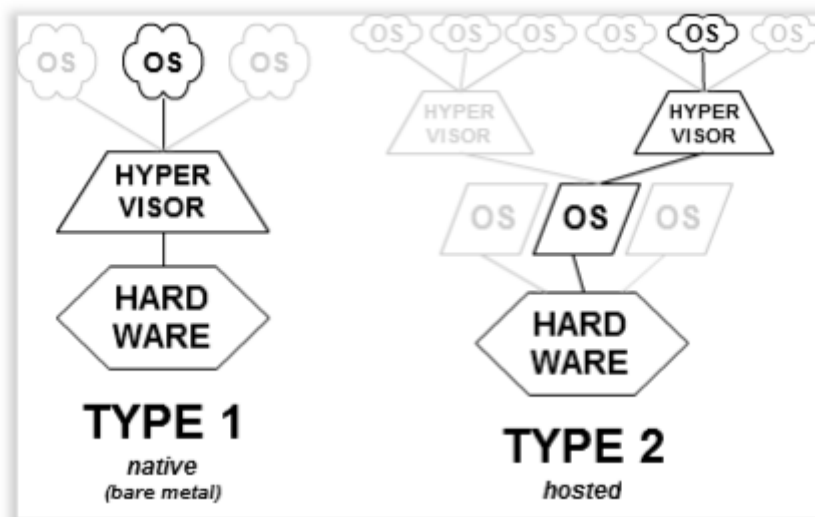 OS OS OS
HYPER
VISOR
HARD
WARE
TYPE 1
native
(bare metal)
OS OS OS OS OS OS
HYPER
VISOR
HYPER
VISOR
OS OS OS
HARD
WARE
TYPE 2
hosted